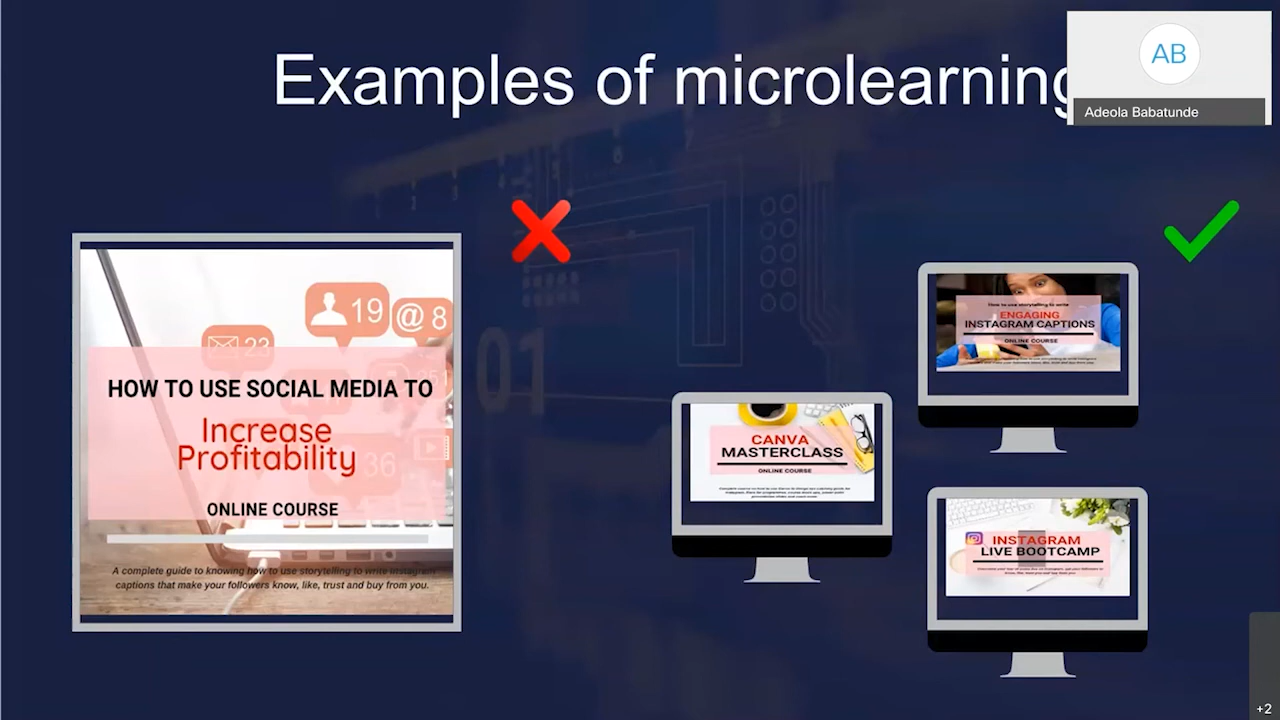 Examples of microlearning
AB
Adeola Babatunde
19
@ 8
23
HOW TO USE SOCIAL MEDIA TO
Increase
Profitability
36
ONLINE COURSE
A complete guide to knowing how to use storytelling to write instagram
captions that make your followers know, like, trust and buy from you.
01
How to use storytelling to write
ENGAGING
INSTAGRAM CAPTIONS
ONLINE COURSE
CANVA
MASTERCLASS
ONLINE COURSE
INSTAGRAM
LIVE BOOTCAMP
+2